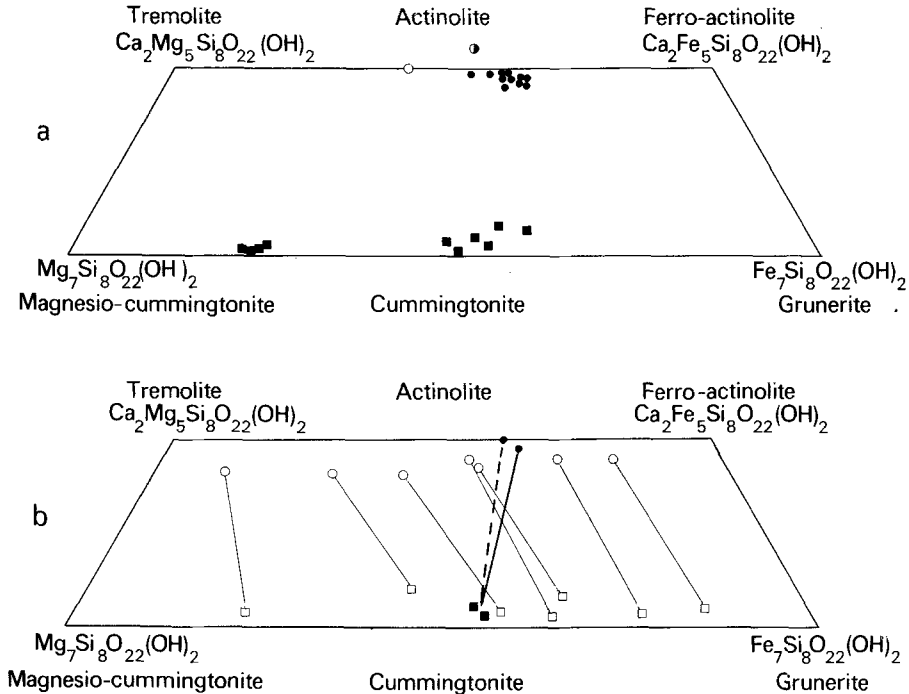 Tremolite Actinolite Ferro-actinolite
Ca₂Mg₅Si₈O₂₂(OH)₂ Ca₂Fe₅Si₈O₂₂(OH)₂
a
Mg₇Si₈O₂₂(OH)₂ Fe₇Si₈O₂₂(OH)₂
Magnesio-cummingtonite Cummingtonite Grunerite
Tremolite Actinolite Ferro-actinolite
Ca₂Mg₅Si₈O₂₂(OH)₂ Ca₂Fe₅Si₈O₂₂(OH)₂
b
Mg₇Si₈O₂₂(OH)₂ Fe₇Si₈O₂₂(OH)₂
Magnesio-cummingtonite Cummingtonite Grunerite